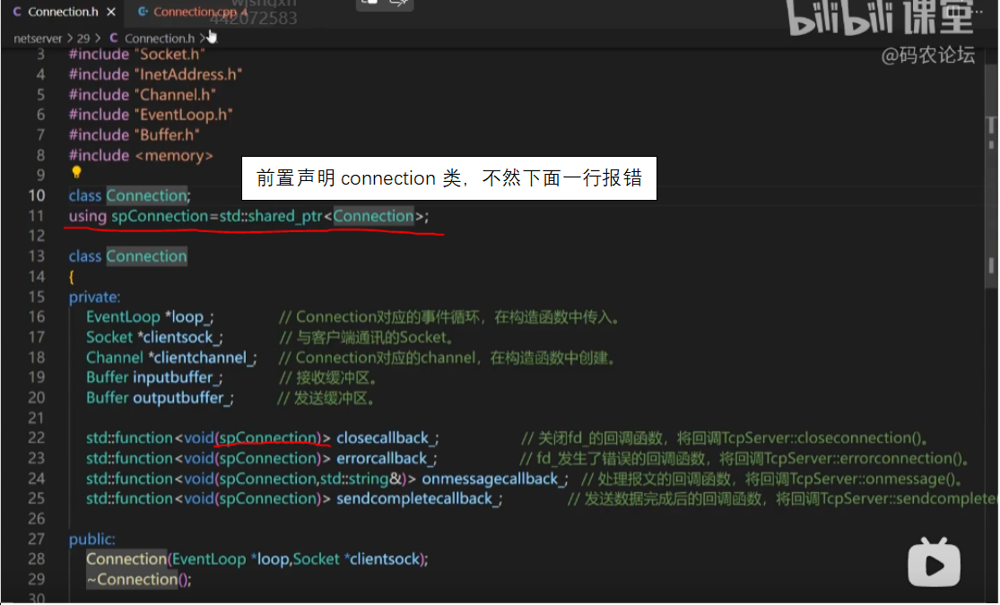 Connection.h × Connection.cpp 4
442072583
bilibili 课堂
netserver > 29 > C Connection.h >
@码农论坛
3 #include "Socket.h"
4 #include "InetAddress.h"
5 #include "Channel.h"
6 #include "EventLoop.h"
7 #include "Buffer.h"
8 #include <memory>
9
前置声明 connection 类，不然下面一行报错
10 class Connection;
11 using spConnection=std::shared_ptr<Connection>;
12
13 class Connection
14 {
15 private:
16 EventLoop *loop_; // Connection对应的事件循环，在构造函数中传入。
17 Socket *clientsock_; // 与客户端通讯的Socket。
18 Channel *clientchannel_; // Connection对应的channel，在构造函数中创建。
19 Buffer inputbuffer_; // 接收缓冲区。
20 Buffer outputbuffer_; // 发送缓冲区。
21
22 std::function<void(spConnection)> closecallback_; // 关闭fd_的回调函数，将回调TcpServer::closeconnection()。
23 std::function<void(spConnection)> errorcallback_; // fd_发生了错误的回调函数，将回调TcpServer::errorconnection()。
24 std::function<void(spConnection,std::string&)> onmessagecallback_; // 处理报文的回调函数，将回调TcpServer::onmessage()。
25 std::function<void(spConnection)> sendcompletecallback_; // 发送数据完成后的回调函数，将回调TcpServer::sendcomplete
26
27 public:
28 Connection(EventLoop *loop,Socket *clientsock);
29 ~Connection();
30